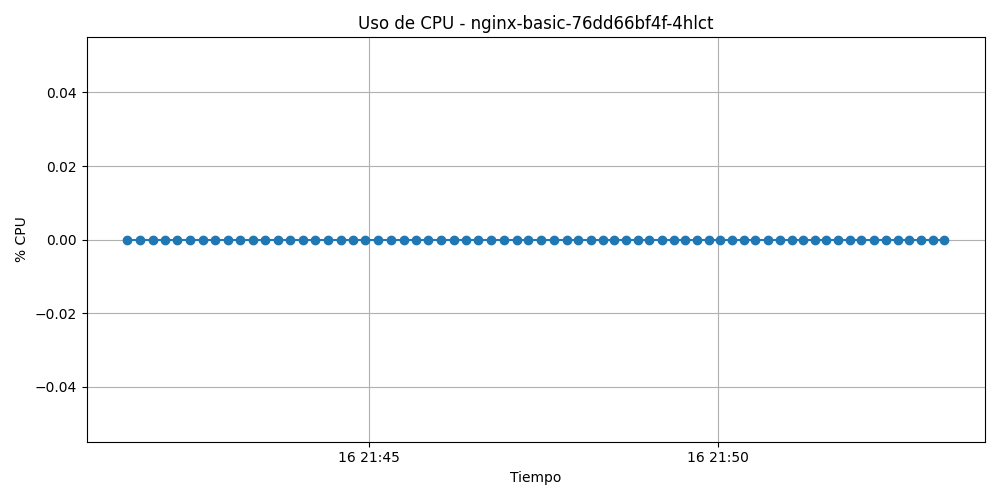 Uso de CPU - nginx-basic-76dd66bf4f-4hlct
0.04
0.02
0.00
−0.02
−0.04
% CPU
16 21:45
16 21:50
Tiempo